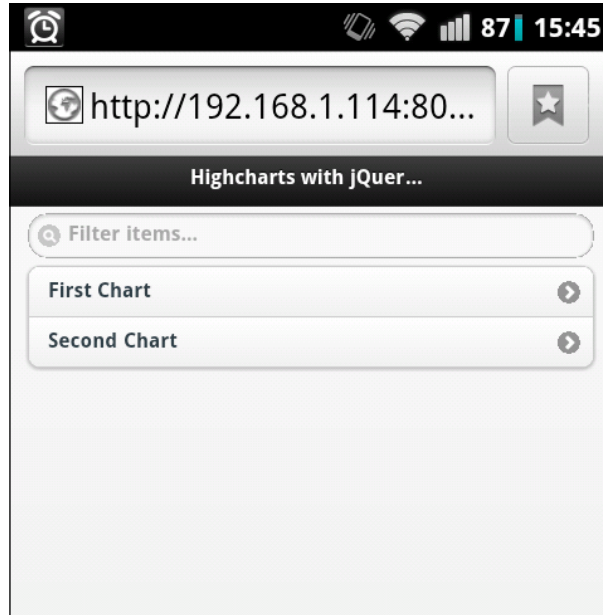 87 15:45
http://192.168.1.114:80...
Highcharts with jQuer...
Filter items...
First Chart
Second Chart